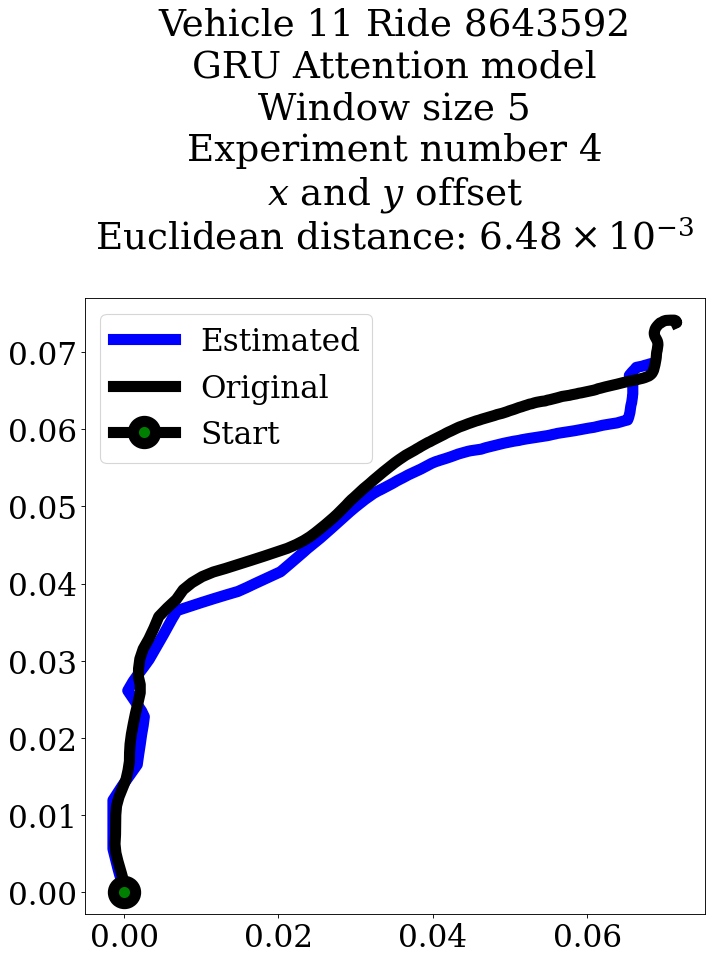 Vehicle 11 Ride 8643592
GRU Attention model
Window size 5
Experiment number 4
x and y offset
Euclidean distance: 6.48 × 10⁻³
Estimated
Original
Start
0.07
0.06
0.05
0.04
0.03
0.02
0.01
0.00
0.00 0.02 0.04 0.06